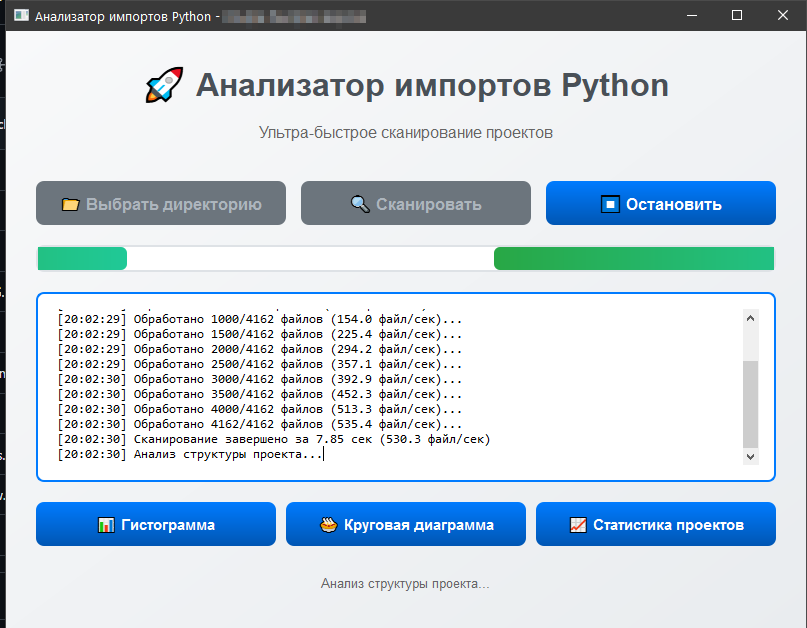 Анализатор импортов Python -
Анализатор импортов Python
Ультра-быстрое сканирование проектов
Выбрать директорию
Сканировать
Остановить
[20:02:29] Обработано 1000/4162 файлов (154.0 файл/сек)...
[20:02:29] Обработано 1500/4162 файлов (225.4 файл/сек)...
[20:02:29] Обработано 2000/4162 файлов (294.2 файл/сек)...
[20:02:29] Обработано 2500/4162 файлов (357.1 файл/сек)...
[20:02:30] Обработано 3000/4162 файлов (392.9 файл/сек)...
[20:02:30] Обработано 3500/4162 файлов (452.3 файл/сек)...
[20:02:30] Обработано 4000/4162 файлов (513.3 файл/сек)...
[20:02:30] Обработано 4162/4162 файлов (535.4 файл/сек)...
[20:02:30] Сканирование завершено за 7.85 сек (530.3 файл/сек)
[20:02:30] Анализ структуры проекта...
Гистограмма
Круговая диаграмма
Статистика проектов
Анализ структуры проекта...